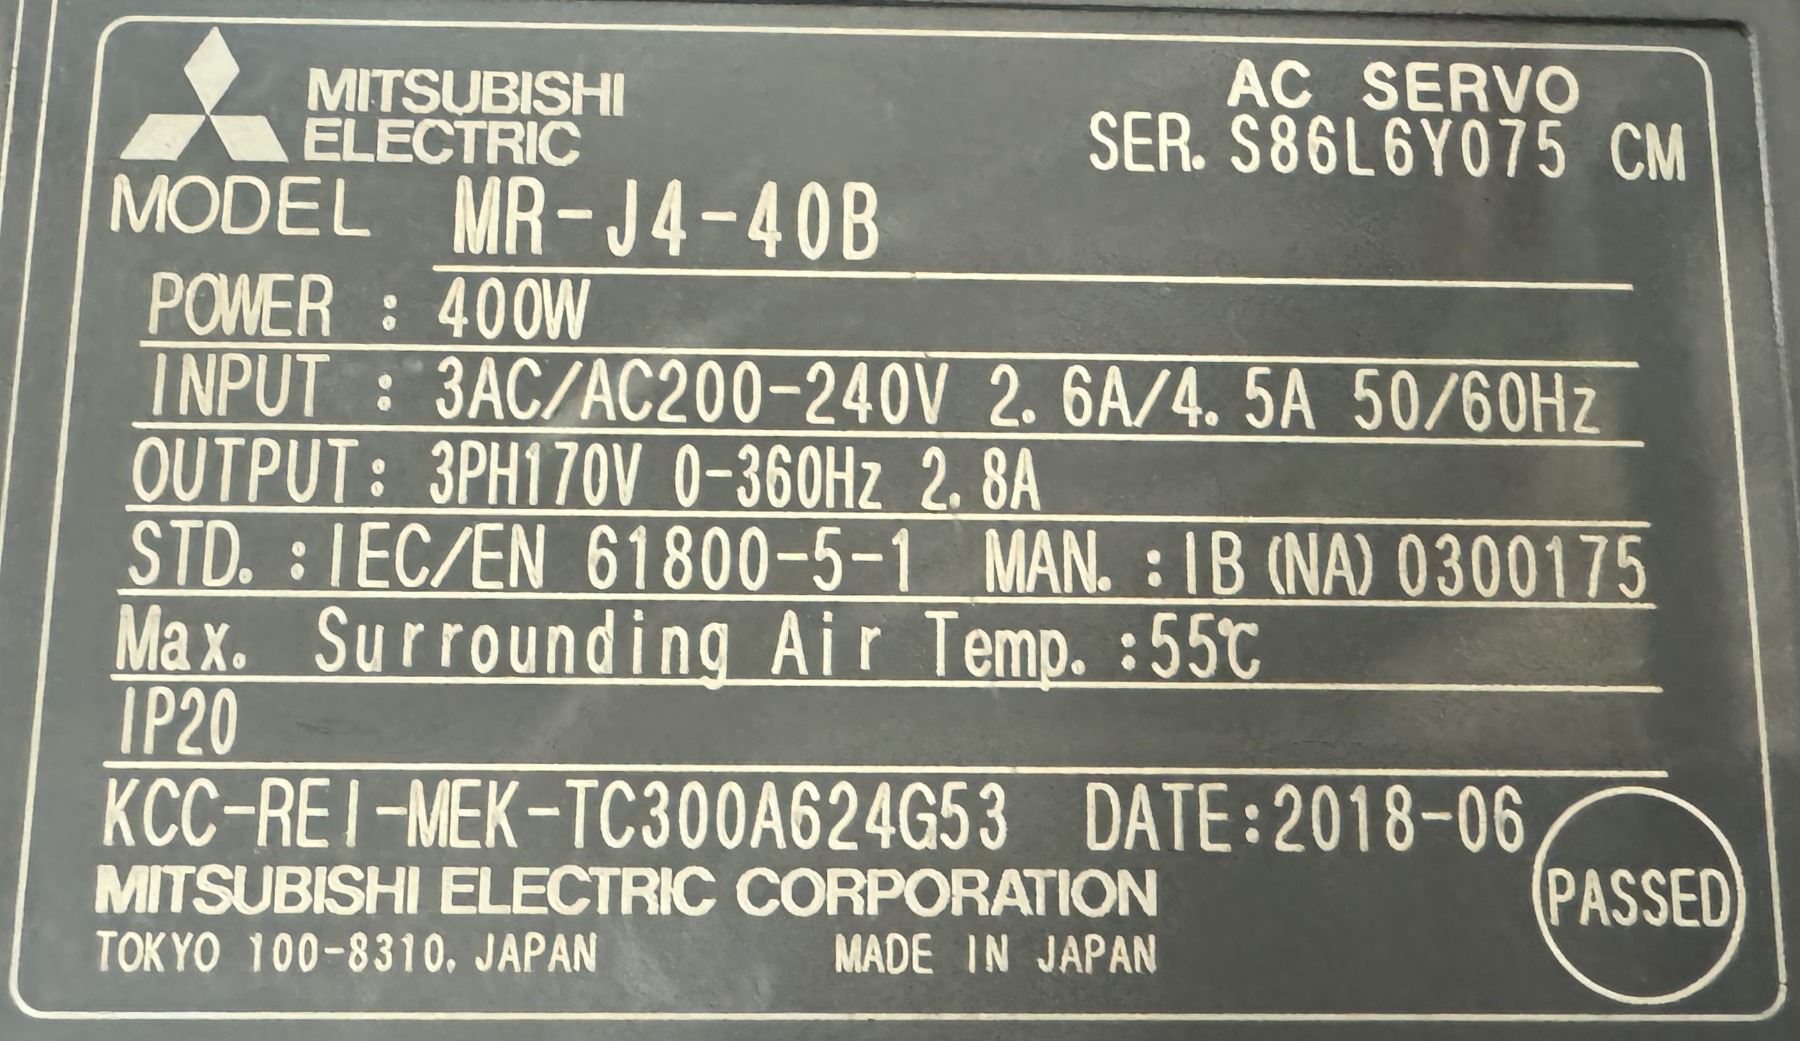 MITSUBISHI
ELECTRIC
AC SERVO
SER. S86L6Y075 CM
MODEL MR-J4-40B
POWER : 400W
INPUT : 3AC/AC200-240V 2.6A/4.5A 50/60Hz
OUTPUT: 3PH170V 0-360Hz 2.8A
STD. : IEC/EN 61800-5-1 MAN. : IB(NA)0300175
Max. Surrounding Air Temp. :55℃
IP20
KCC-REI-MEK-TC300A624G53 DATE:2018-06
MITSUBISHI ELECTRIC CORPORATION
TOKYO 100-8310, JAPAN MADE IN JAPAN
PASSED